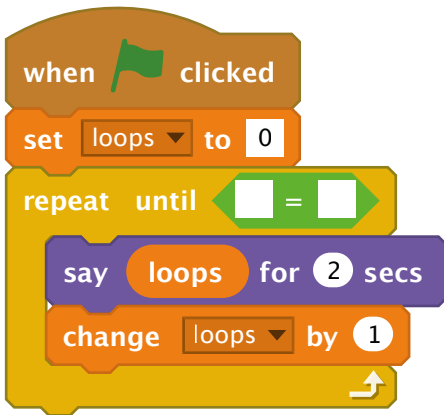 when clicked
set loops to 0
repeat until =
say loops for 2 secs
change loops by 1